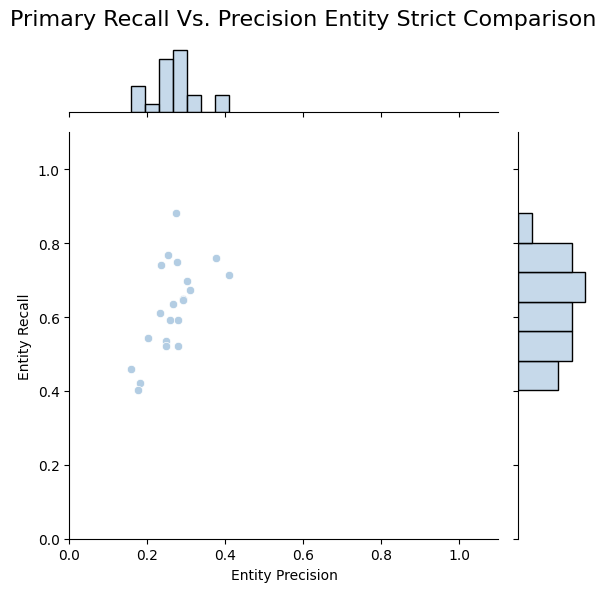 Primary Recall Vs. Precision Entity Strict Comparison
1.0
0.8
0.6
0.4
0.2
0.0
Entity Recall
0.0 0.2 0.4 0.6 0.8 1.0
Entity Precision